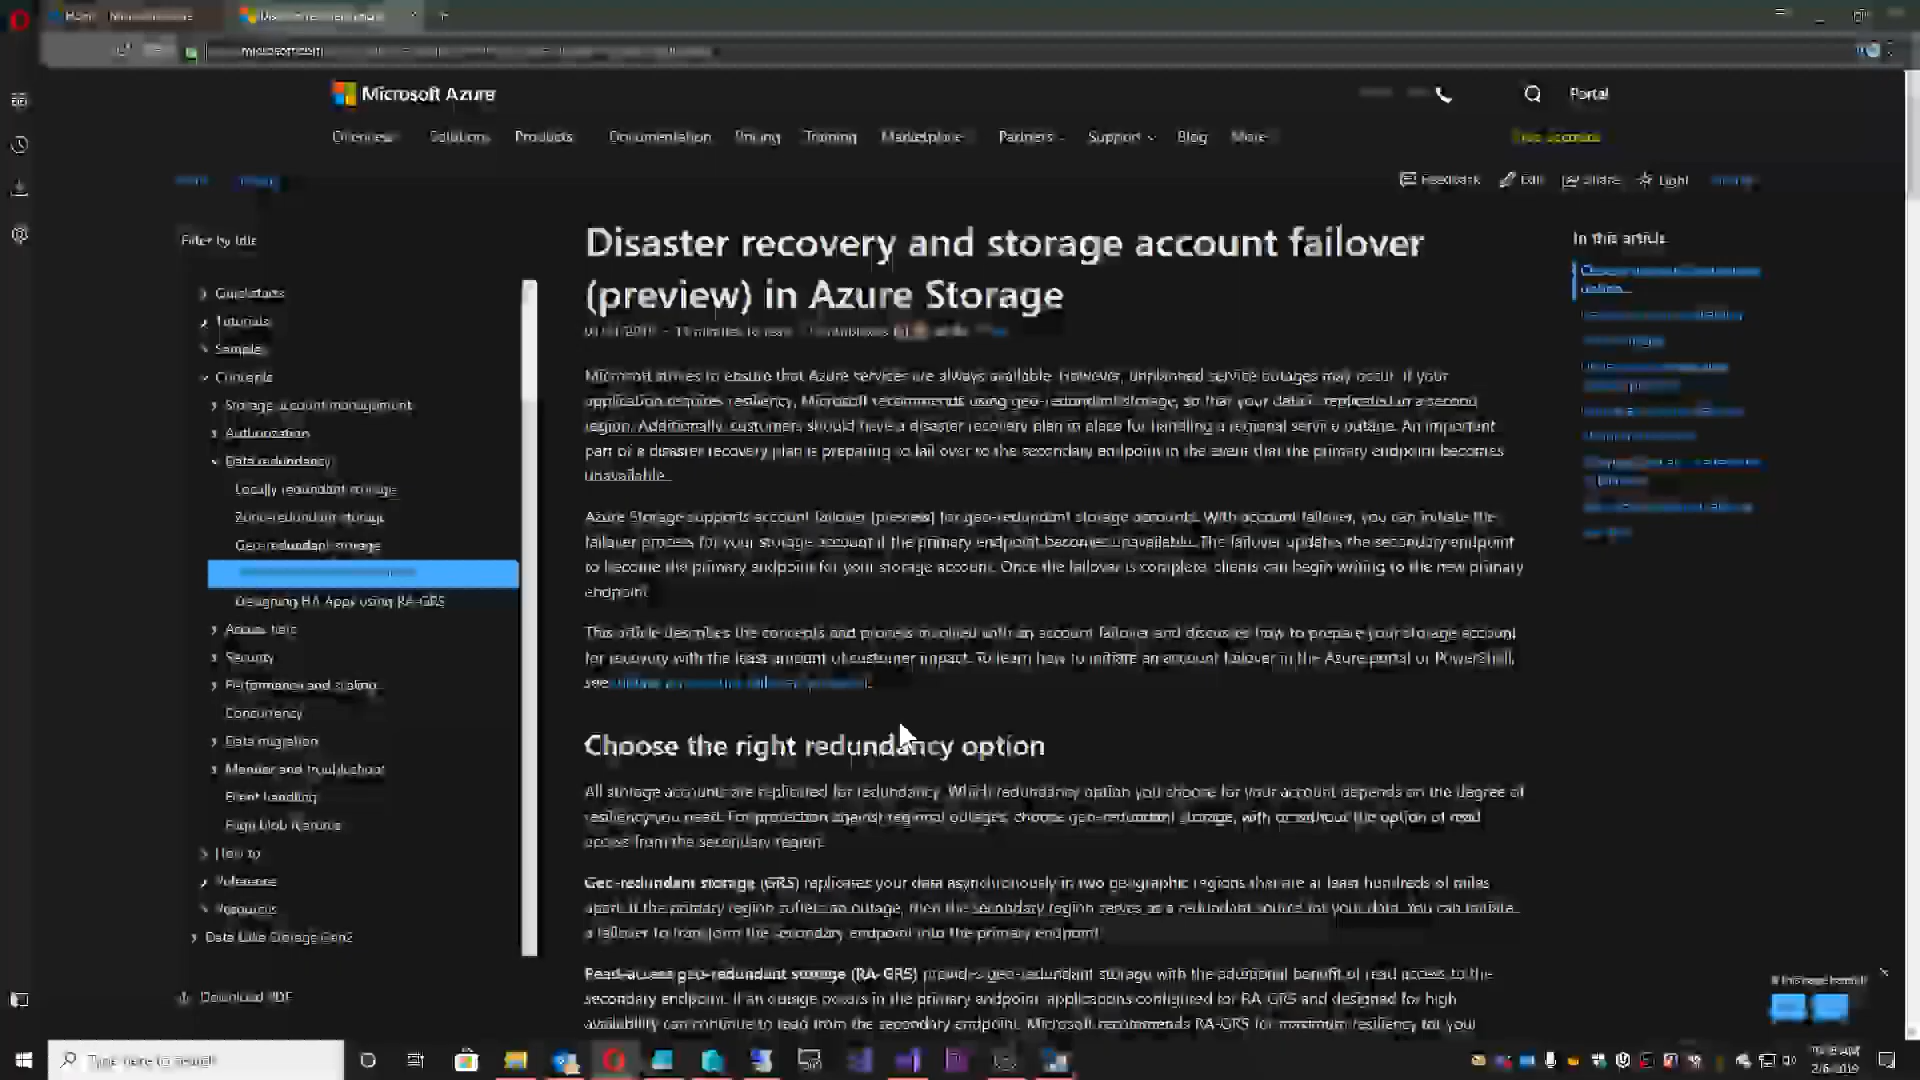 microsoft.com
Microsoft Azure
Portal
Overview Solutions Products Documentation Pricing Training Marketplace Partners Support Blog More
Feedback Edit Share Light
Filter by title
Quickstarts
Tutorials
Samples
Concepts
Storage account management
Authorization
Data redundancy
Locally redundant storage
Zone-redundant storage
Geo-redundant storage
Designing HA Apps using RA-GRS
Access tiers
Security
Performance and scaling
Concurrency
Data migration
Monitor and troubleshoot
Event handling
Page blob features
How to
Reference
Resources
Data Lake Storage Gen2
Download PDF
Disaster recovery and storage account failover
(preview) in Azure Storage
Microsoft strives to ensure that Azure services are always available. However, unplanned service outages may occur. If your
application requires resiliency, Microsoft recommends using geo-redundant storage, so that your data is replicated in a second
region. Additionally, customers should have a disaster recovery plan in place for handling a regional service outage. An important
part of a disaster recovery plan is preparing to fail over to the secondary endpoint in the event that the primary endpoint becomes
unavailable.
Azure Storage supports account failover (preview) for geo-redundant storage accounts. With account failover, you can initiate the
failover process for your storage account if the primary endpoint becomes unavailable. The failover updates the secondary endpoint
to become the primary endpoint for your storage account. Once the failover is complete, clients can begin writing to the new primary
endpoint.
This article describes the concepts and process involved with an account failover and discusses how to prepare your storage account
for recovery with the least amount of customer impact. To learn how to initiate an account failover in the Azure portal or PowerShell,
see
Choose the right redundancy option
All storage accounts are replicated for redundancy. Which redundancy option you choose for your account depends on the degree of
resiliency you need. For protection against regional outages, choose geo-redundant storage, with or without the option of read
access from the secondary region:
Geo-redundant storage (GRS) replicates your data asynchronously in two geographic regions that are at least hundreds of miles
apart. If the primary region suffers an outage, then the secondary region serves as a redundant source for your data. You can initiate
a failover to transform the secondary endpoint into the primary endpoint.
Read-access geo-redundant storage (RA-GRS) provides geo-redundant storage with the additional benefit of read access to the
secondary endpoint. If an outage occurs in the primary endpoint, applications configured for RA-GRS and designed for high
availability can continue to read from the secondary endpoint. Microsoft recommends RA-GRS for maximum resiliency for your
In this article
Type here to search
2/6/2019